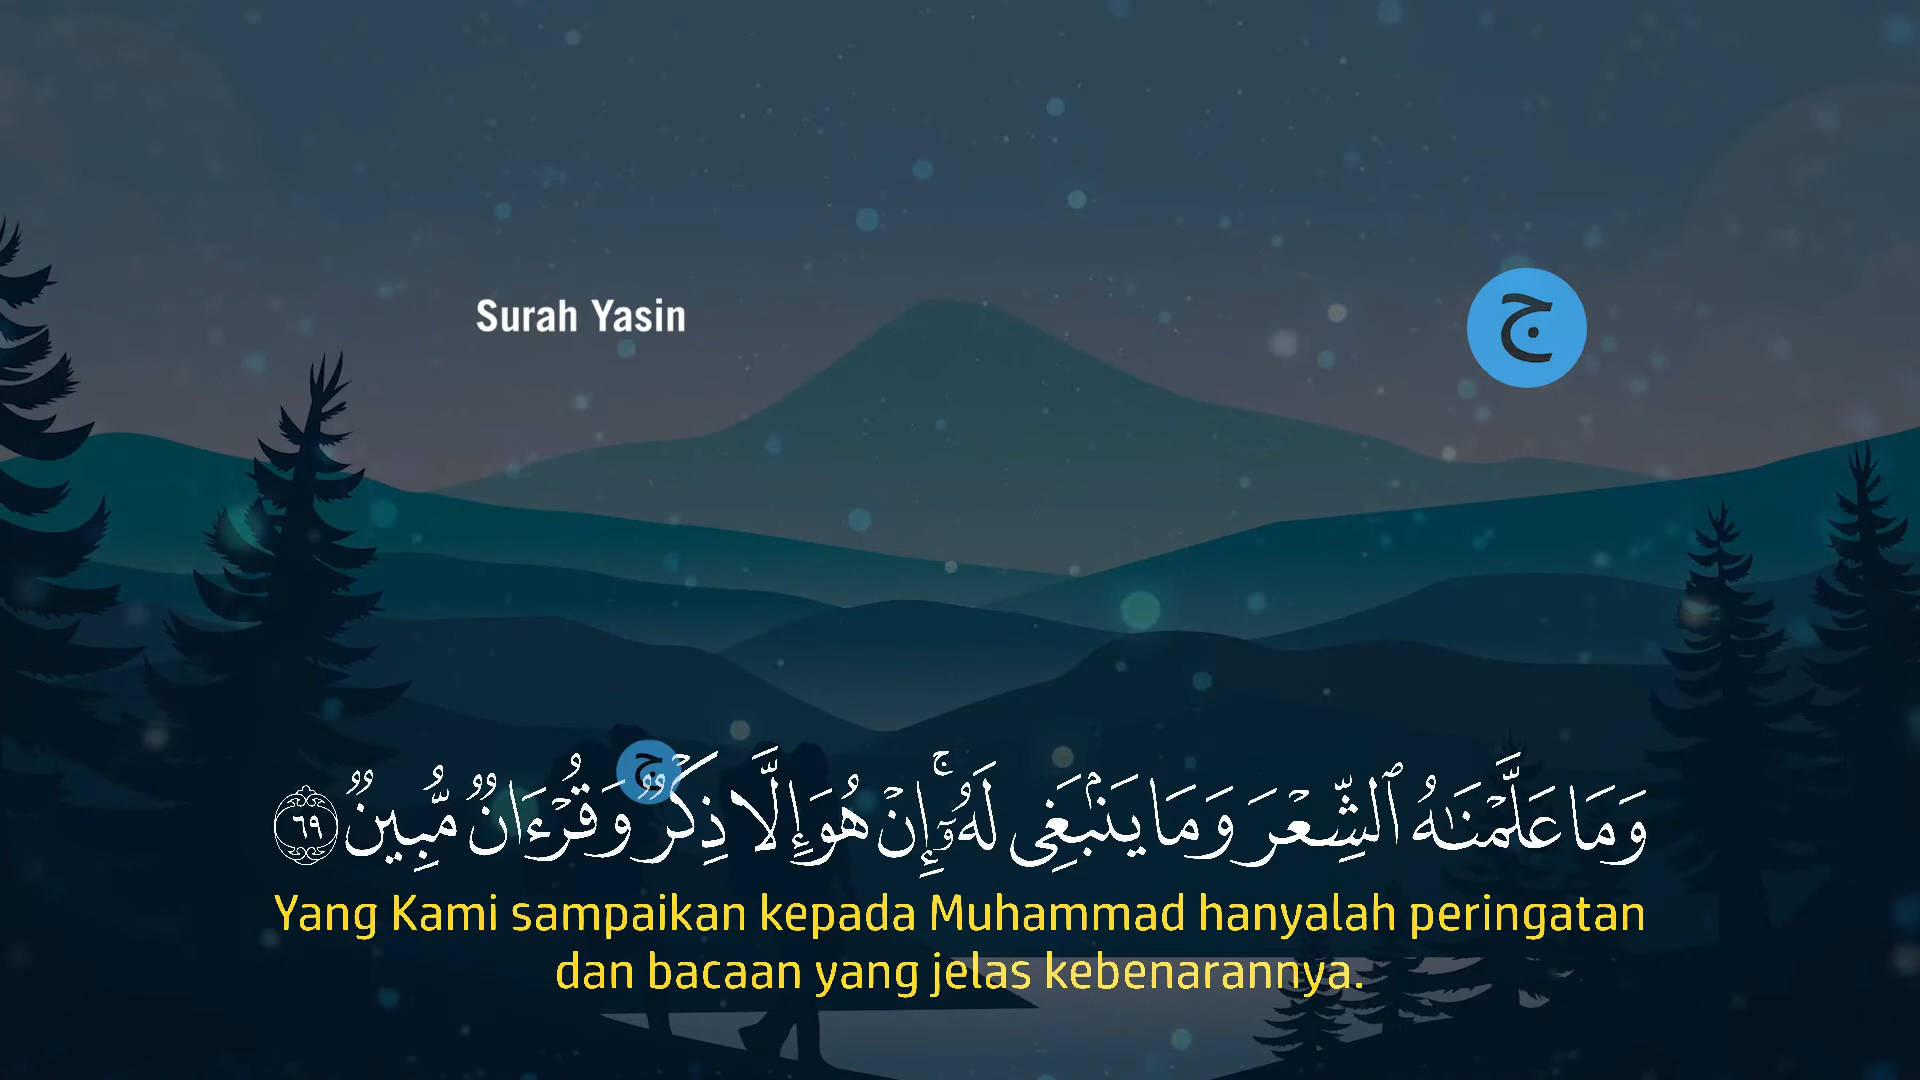 Surah Yasin
ج
ج
وَمَا عَلَّمْنَـٰهُ ٱلشِّعْرَ وَمَا يَنۢبَغِى لَهُۥٓ ۚ إِنْ هُوَ إِلَّا ذِكْرٌ وَقُرْءَانٌ مُّبِينٌ ٦٩
Yang Kami sampaikan kepada Muhammad hanyalah peringatan
dan bacaan yang jelas kebenarannya.